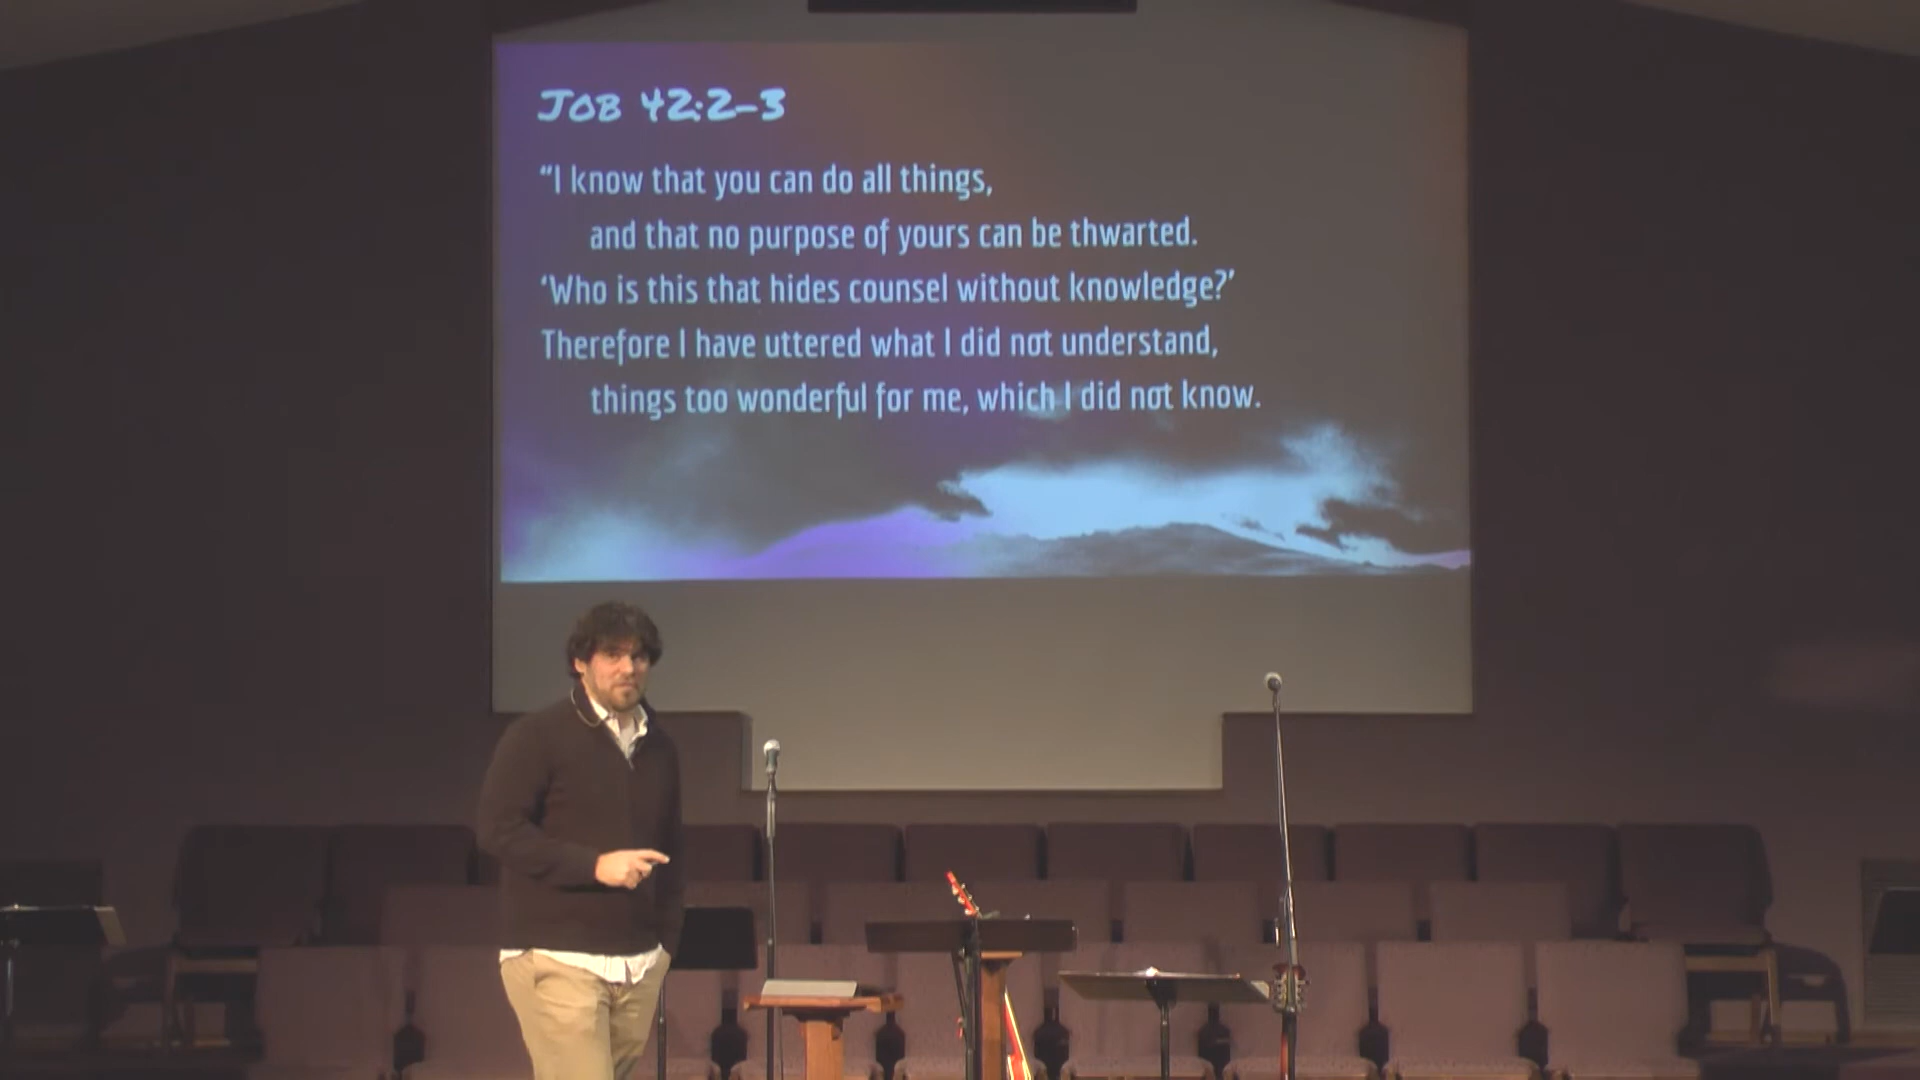 Job 42:2–3
“I know that you can do all things,
and that no purpose of yours can be thwarted.
‘Who is this that hides counsel without knowledge?’
Therefore I have uttered what I did not understand,
things too wonderful for me, which I did not know.